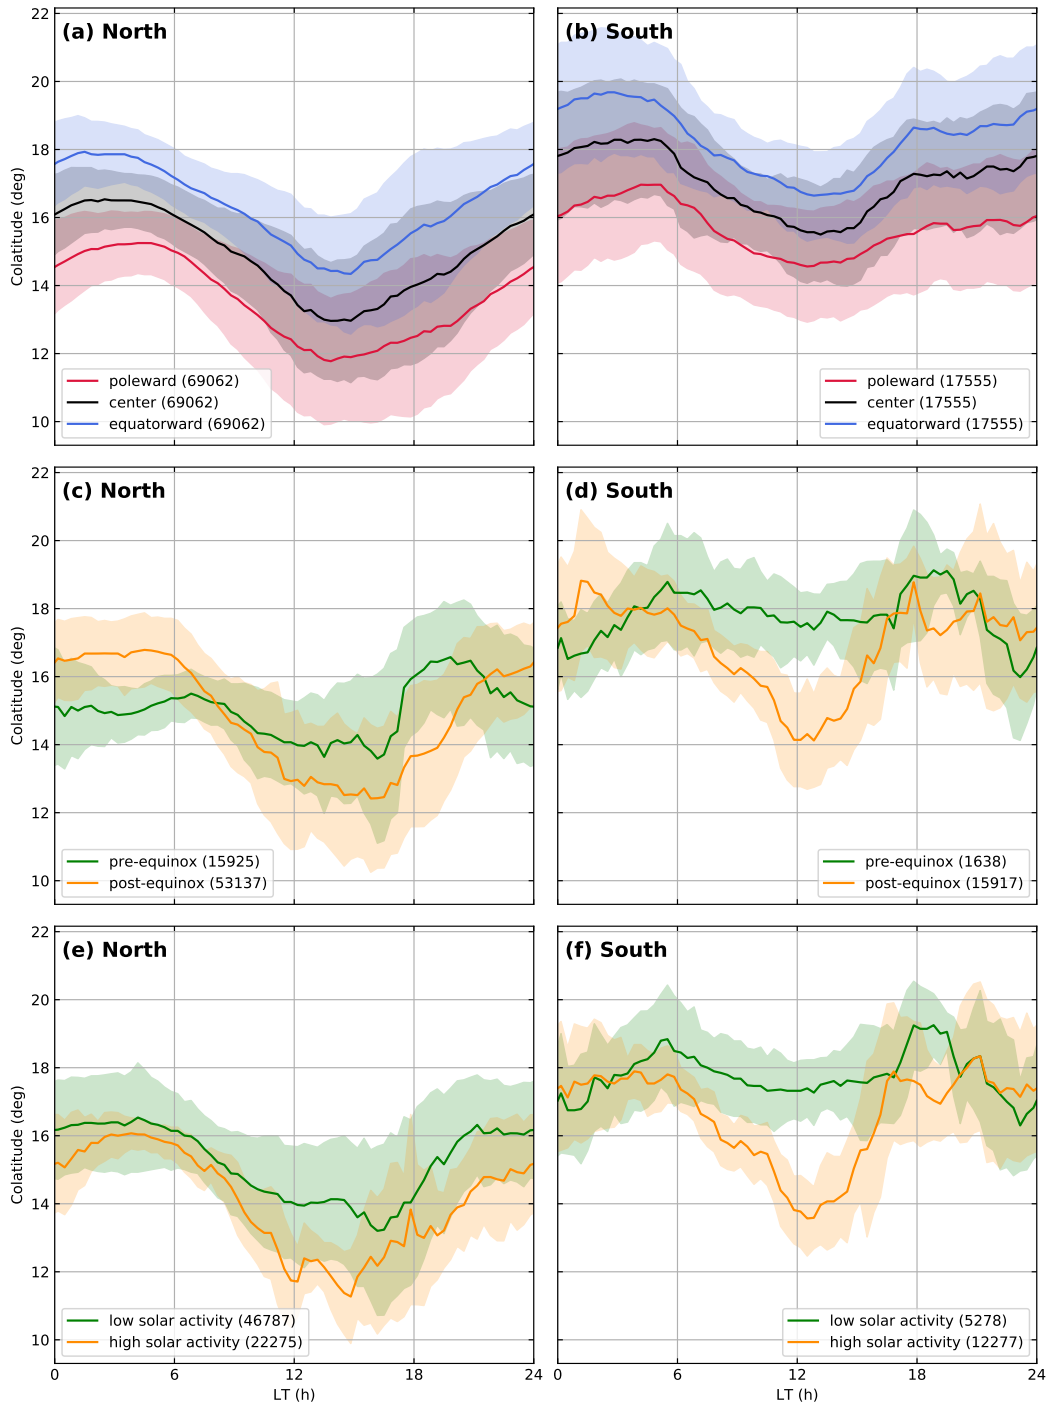 (a) North
(b) South
22
20
18
16
14
12
10
Colatitude (deg)
poleward (69062)
center (69062)
equatorward (69062)
poleward (17555)
center (17555)
equatorward (17555)
(c) North
(d) South
22
20
18
16
14
12
10
Colatitude (deg)
pre-equinox (15925)
post-equinox (53137)
pre-equinox (1638)
post-equinox (15917)
(e) North
(f) South
22
20
18
16
14
12
10
Colatitude (deg)
low solar activity (46787)
high solar activity (22275)
low solar activity (5278)
high solar activity (12277)
0 6 12 18 24
LT (h)
0 6 12 18 24
LT (h)